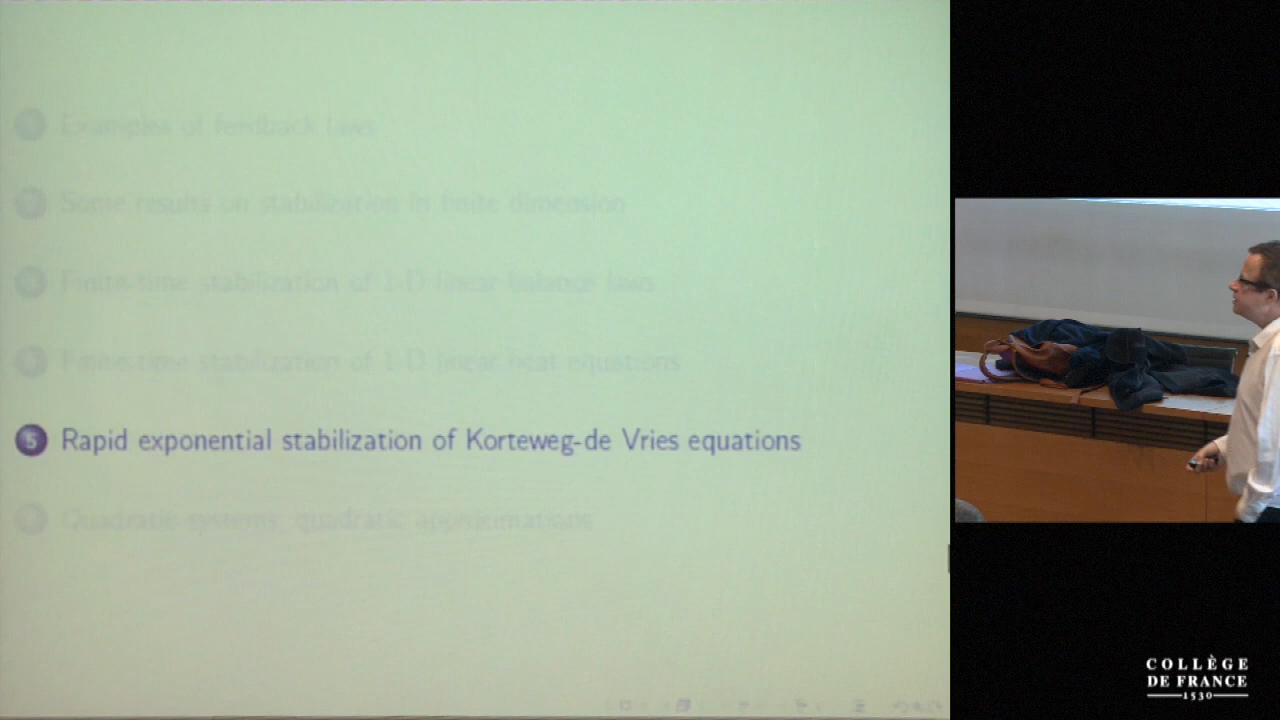 Examples of feedback laws
Some results on stabilization in finite dimension
Finite-time stabilization of 1-D linear balance laws
Finite-time stabilization of 1-D linear heat equations
5 Rapid exponential stabilization of Korteweg-de Vries equations
Quadratic systems, quadratic approximations
COLLÈGE
DE FRANCE
1530